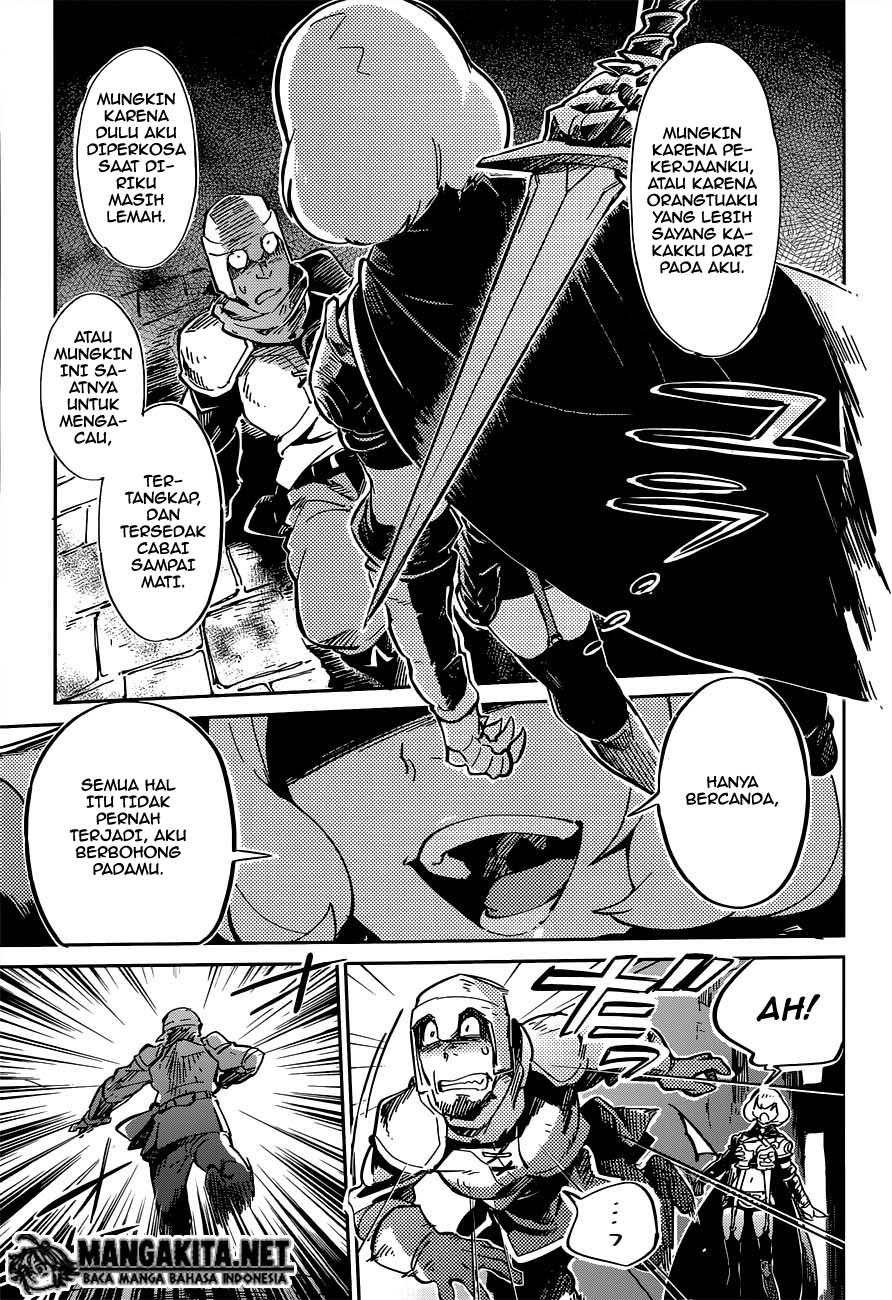 MUNGKIN
KARENA PE-
KERJAANKU,
ATAU KARENA
ORANGTUAKU
YANG LEBIH
SAYANG KA-
KAKKU DARI
PADA AKU.
MUNGKIN
KARENA
DULU AKU
DIPERKOSA
SAAT DI-
RIKU
MASIH
LEMAH.
ATAU
MUNGKIN
INI SA-
ATNYA
UNTUK
MENGA-
CAU,
TER-
TANGKAP,
DAN
TERSEDAK
CABAI
SAMPAI
MATI.
HANYA
BERCANDA,
SEMUA HAL
ITU TIDAK
PERNAH
TERJADI, AKU
BERBOHONG
PADAMU.
AH!
ダッ
...ッ
MANGAKITA.NET
BACA MANGA BAHASA INDONESIA